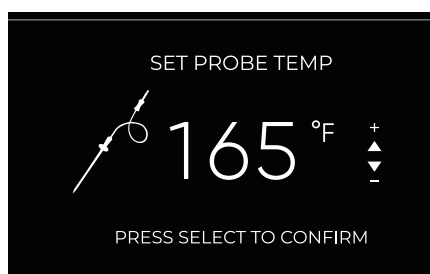 SET PROBE TEMP
165 °F
+
−
PRESS SELECT TO CONFIRM